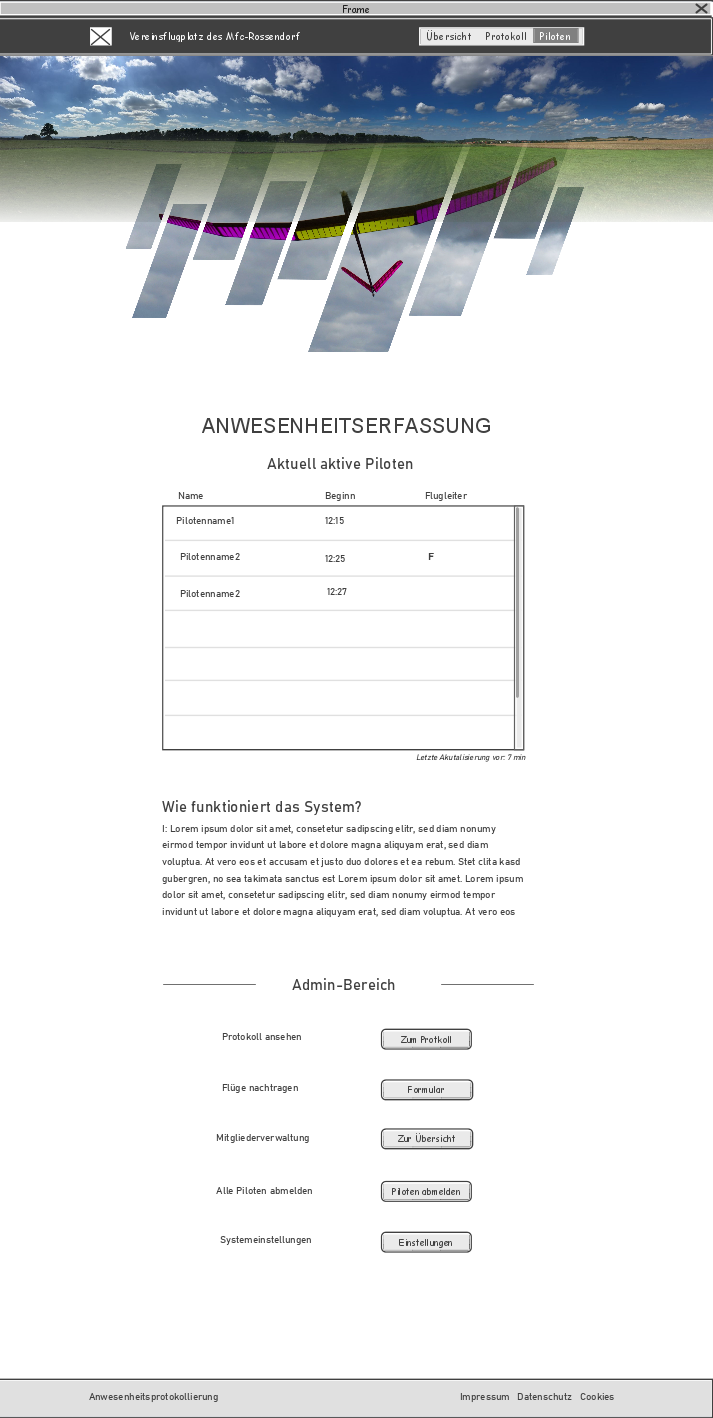 Frame
Vereinsflugplatz des Mfc-Rossendorf
Übersicht Protokoll Piloten
ANWESENHEITSERFASSUNG
Aktuell aktive Piloten
Name Beginn Flugleiter
Pilotenname1 12:15
Pilotenname2 12:25 F
Pilotenname2 12:27
Letzte Akutalisierung vor: 7 min
Wie funktioniert das System?
I: Lorem ipsum dolor sit amet, consetetur sadipscing elitr, sed diam nonumy
eirmod tempor invidunt ut labore et dolore magna aliquyam erat, sed diam
voluptua. At vero eos et accusam et justo duo dolores et ea rebum. Stet clita kasd
gubergren, no sea takimata sanctus est Lorem ipsum dolor sit amet. Lorem ipsum
dolor sit amet, consetetur sadipscing elitr, sed diam nonumy eirmod tempor
invidunt ut labore et dolore magna aliquyam erat, sed diam voluptua. At vero eos
Admin-Bereich
Protokoll ansehen Zum Protkoll
Flüge nachtragen Formular
Mitgliederverwaltung Zur Übersicht
Alle Piloten abmelden Piloten abmelden
Systemeinstellungen Einstellungen
Anwesenheitsprotokollierung Impressum Datenschutz Cookies